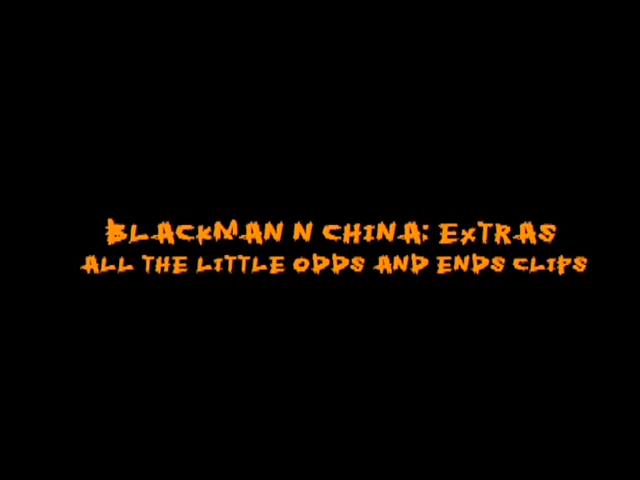 BLACKMAN N CHINA: EXTRAS
ALL THE LITTLE ODDS AND ENDS CLIPS